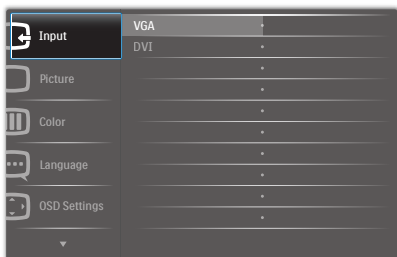 Input
VGA
DVI
Picture
Color
Language
OSD Settings